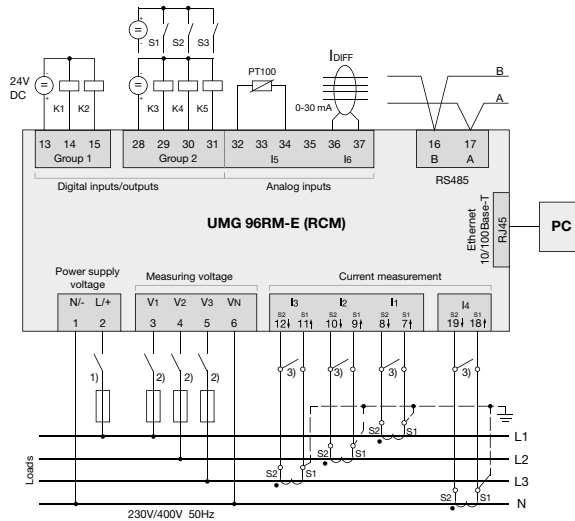 S1 S2 S3
24V
DC
K1 K2
K3 K4 K5
PT100
IDIFF
0-30 mA
B
A
13 14 15
Group 1
28 29 30 31
Group 2
32 33 34 35 36 37
I5 I6
16 17
B A
RS485
Digital inputs/outputs
Analog inputs
UMG 96RM-E (RCM)
Ethernet
10/100Base-T
RJ45
PC
Power supply
voltage
Measuring voltage
Current measurement
N/- L/+
V1 V2 V3 VN
I3 I2 I1
I4
S2 S1 S2 S1 S2 S1 S2 S1
1 2 3 4 5 6
12 11 10 9 8 7
19 18
1) 2) 2) 2)
3) 3) 3) 3)
Loads
S2 S1
L1
S2 S1
L2
S2 S1
L3
S2 S1
N
230V/400V 50Hz